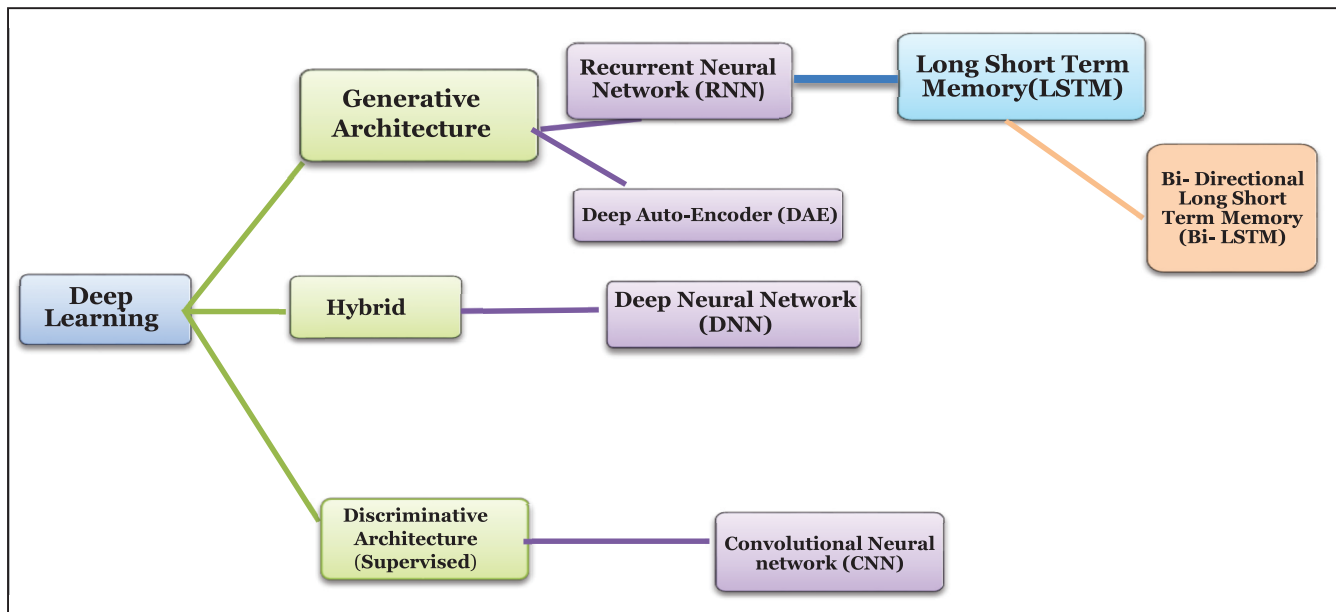 Deep
Learning
Generative
Architecture
Recurrent Neural
Network (RNN)
Long Short Term
Memory(LSTM)
Bi- Directional
Long Short
Term Memory
(Bi- LSTM)
Deep Auto-Encoder (DAE)
Hybrid
Deep Neural Network
(DNN)
Discriminative
Architecture
(Supervised)
Convolutional Neural
network (CNN)